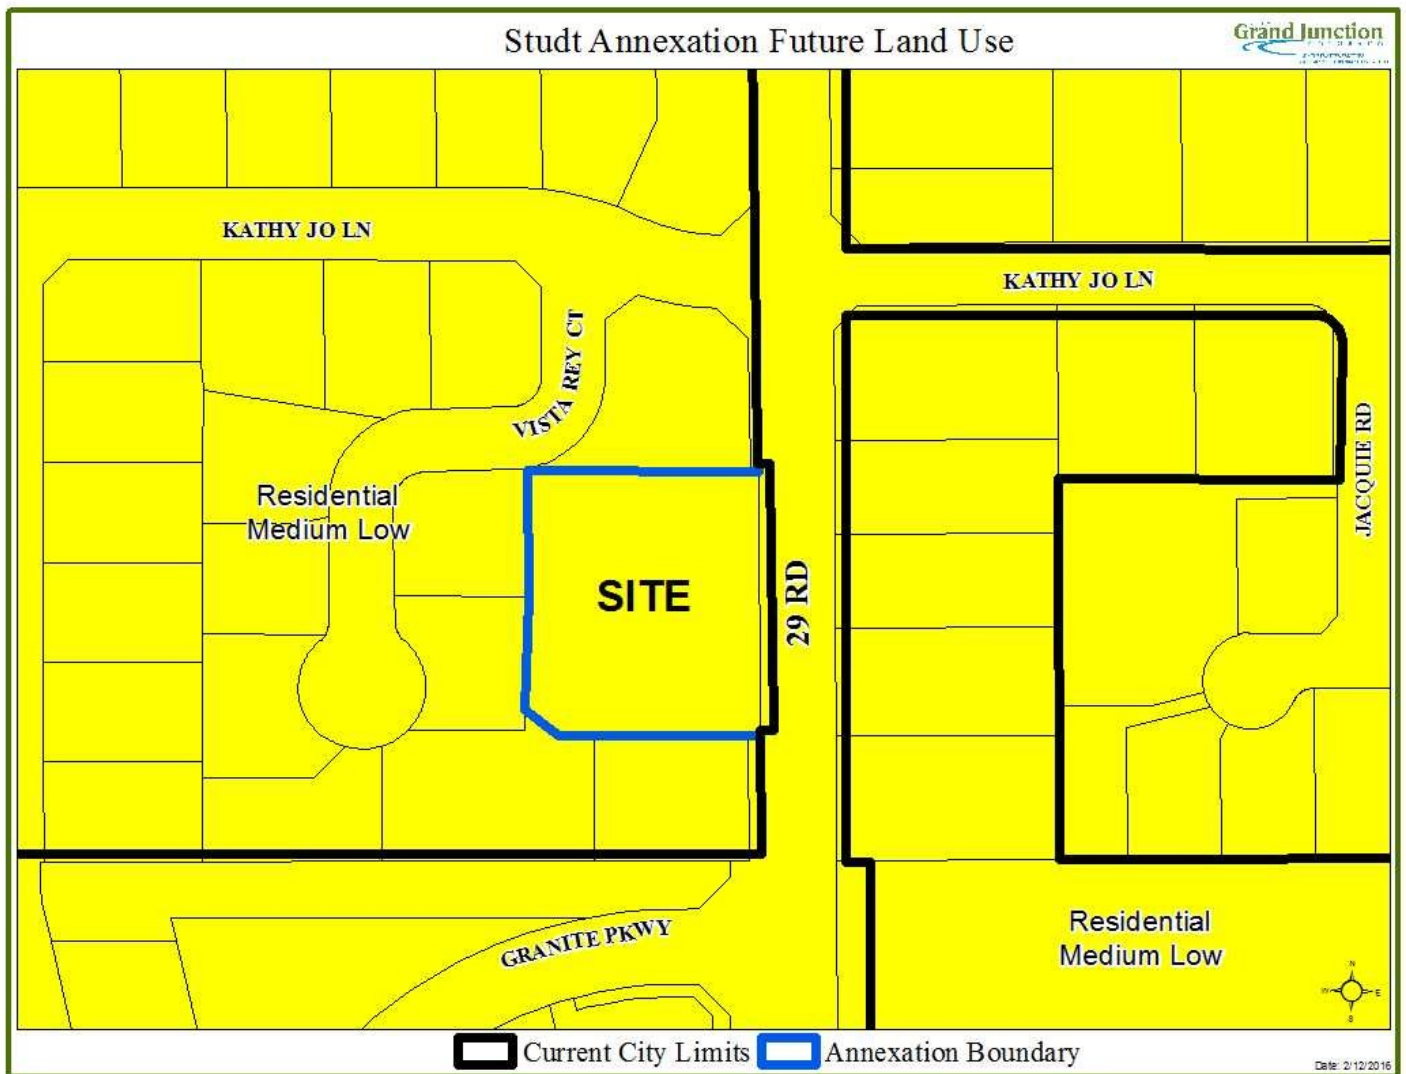 Studt Annexation Future Land Use
Grand Junction
COLORADO
KATHY JO LN
KATHY JO LN
VISTA REY CT
JACQUIE RD
Residential
Medium Low
SITE
29 RD
GRANITE PKWY
Residential
Medium Low
N
W
E
S
Current City Limits
Annexation Boundary
Date: 2/12/2016